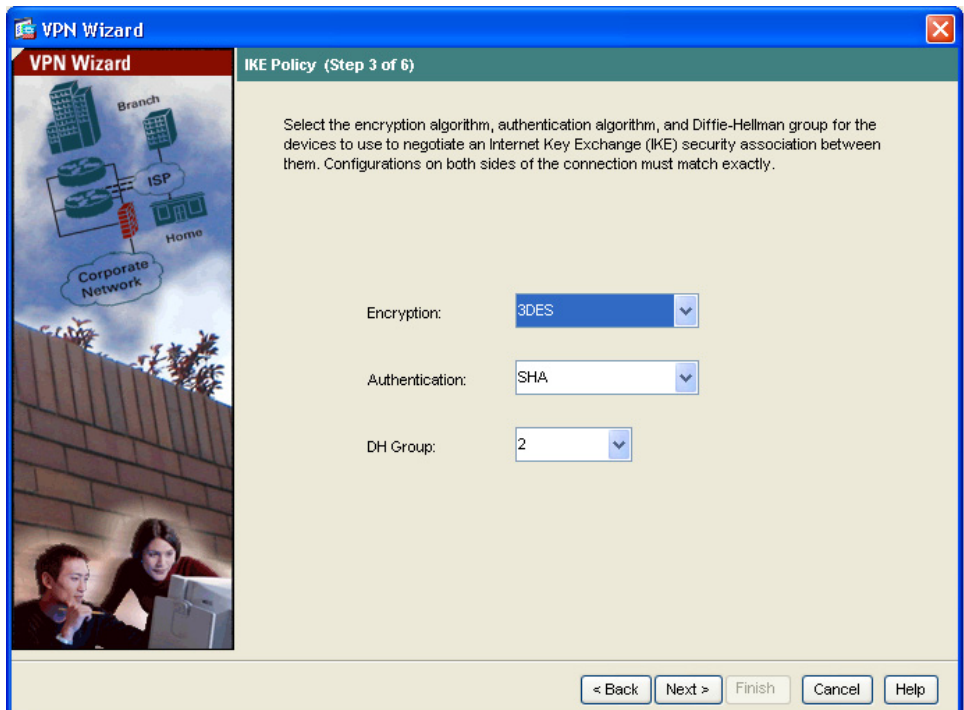 VPN Wizard
VPN Wizard
Branch
ISP
Home
Corporate
Network
IKE Policy (Step 3 of 6)
Select the encryption algorithm, authentication algorithm, and Diffie-Hellman group for the
devices to use to negotiate an Internet Key Exchange (IKE) security association between
them. Configurations on both sides of the connection must match exactly.
Encryption: 3DES
Authentication: SHA
DH Group: 2
< Back Next > Finish Cancel Help